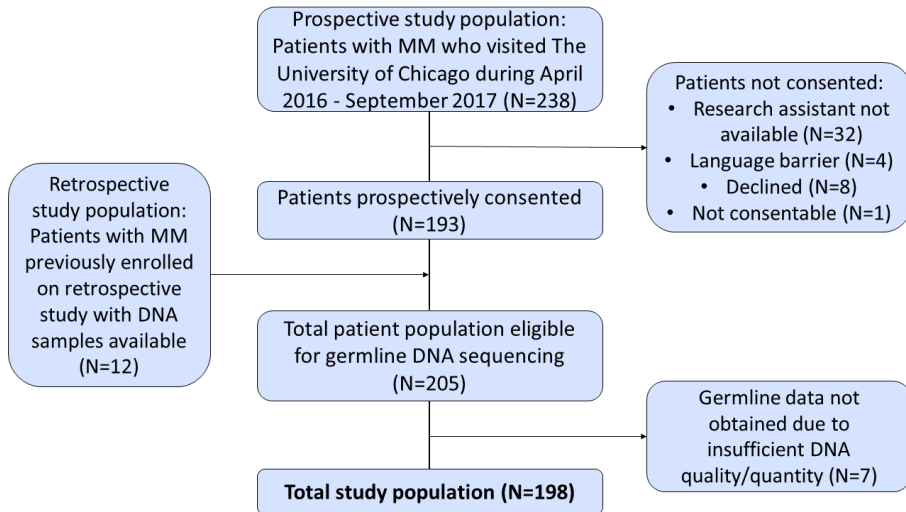 Prospective study population:
Patients with MM who visited The
University of Chicago during April
2016 - September 2017 (N=238)
Patients not consented:
• Research assistant not
available (N=32)
• Language barrier (N=4)
• Declined (N=8)
• Not consentable (N=1)
Patients prospectively consented
(N=193)
Retrospective
study population:
Patients with MM
previously enrolled
on retrospective
study with DNA
samples available
(N=12)
Total patient population eligible
for germline DNA sequencing
(N=205)
Germline data not
obtained due to
insufficient DNA
quality/quantity (N=7)
Total study population (N=198)